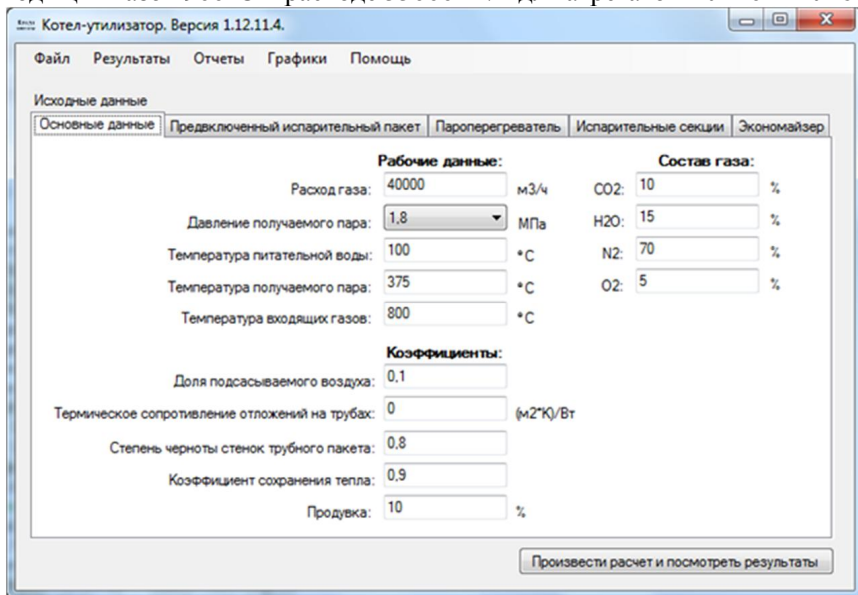 Котел-утилизатор. Версия 1.12.11.4.
Файл Результаты Отчеты Графики Помощь
Исходные данные
Основные данные Предвключенный испарительный пакет Пароперегреватель Испарительные секции Экономайзер
Рабочие данные: Состав газа:
Расход газа: 40000 м3/ч CO2: 10 %
Давление получаемого пара: 1,8 МПа H2O: 15 %
Температура питательной воды: 100 °C N2: 70 %
Температура получаемого пара: 375 °C O2: 5 %
Температура входящих газов: 800 °C
Коэффициенты:
Доля подсасываемого воздуха: 0,1
Термическое сопротивление отложений на трубах: 0 (м2*К)/Вт
Степень черноты стенок трубного пакета: 0,8
Коэффициент сохранения тепла: 0,9
Продувка: 10 %
Произвести расчет и посмотреть результаты